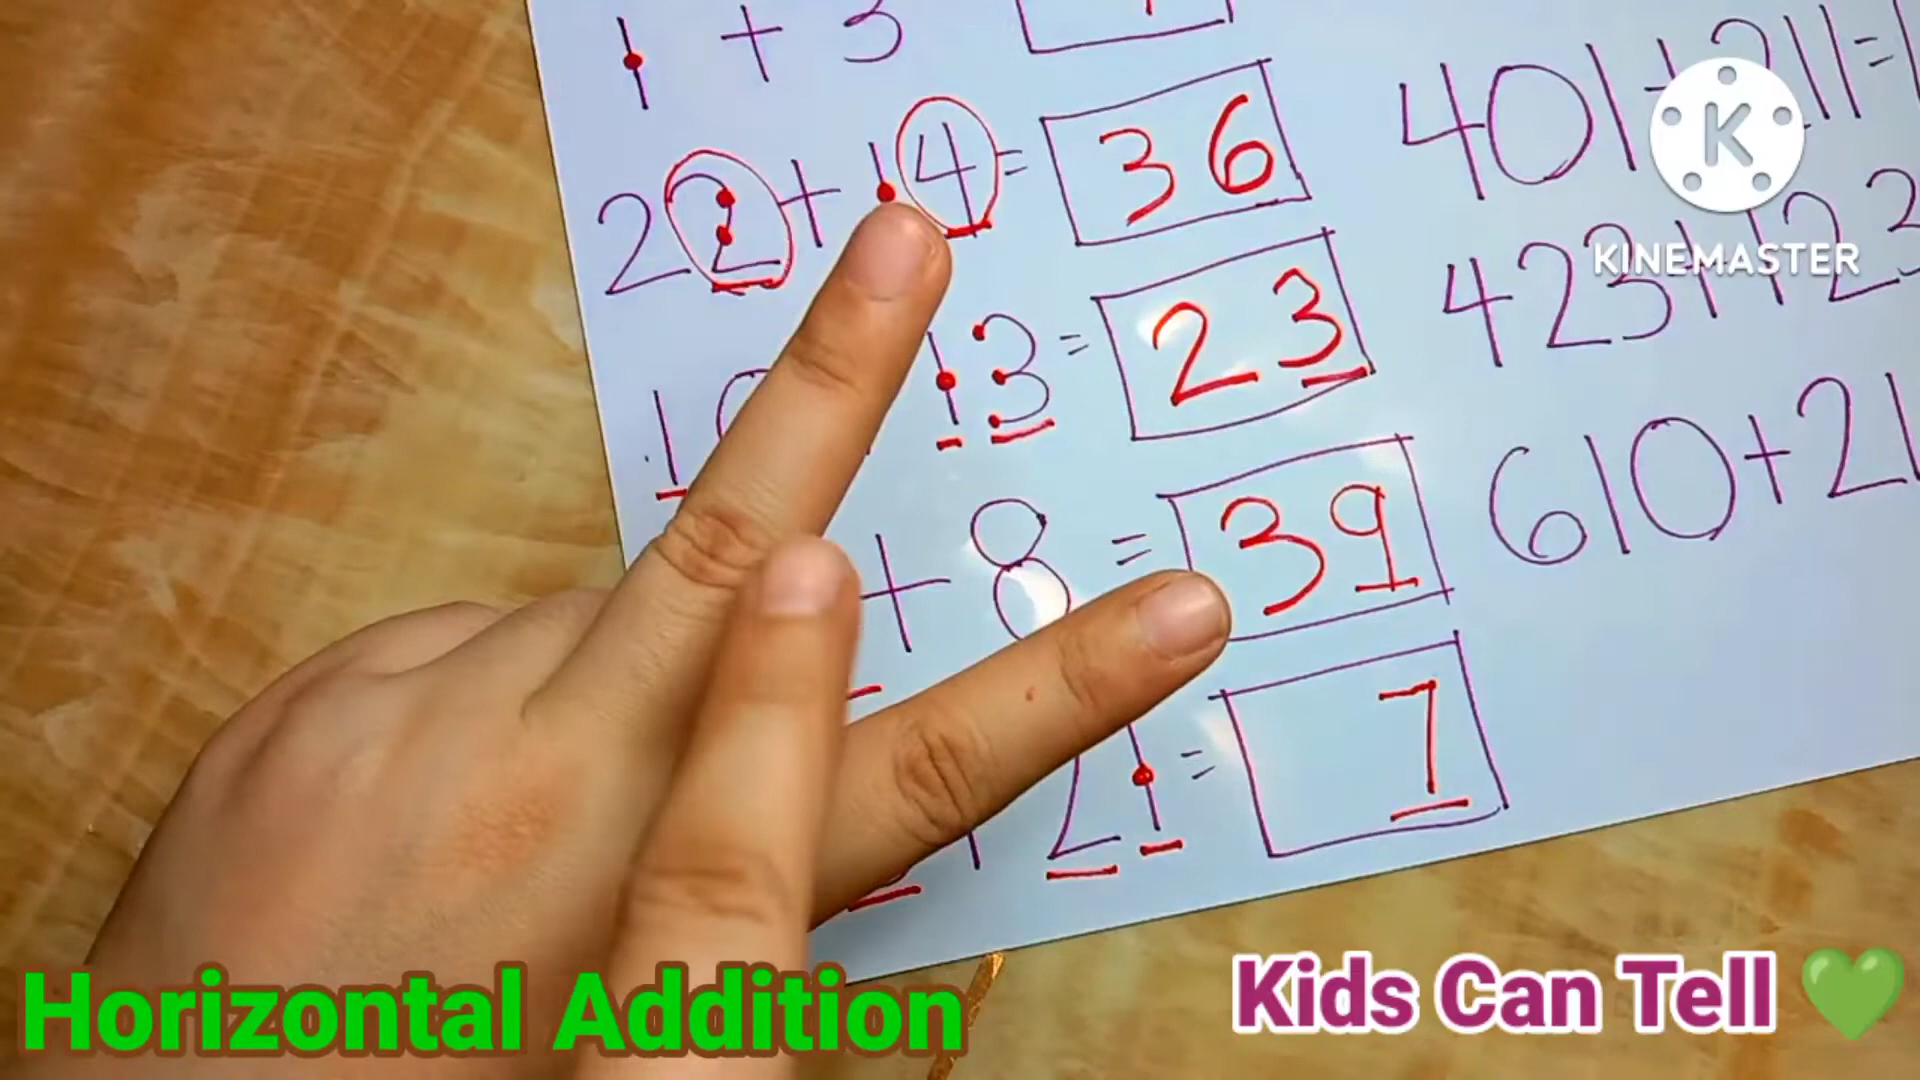 1 + 3
22 + 14 = 36
13 = 23
+ 8 = 39
21 = 7
401 + 211 =
423 + 123
610 + 21
KINEMASTER
Horizontal Addition
Kids Can Tell 💚